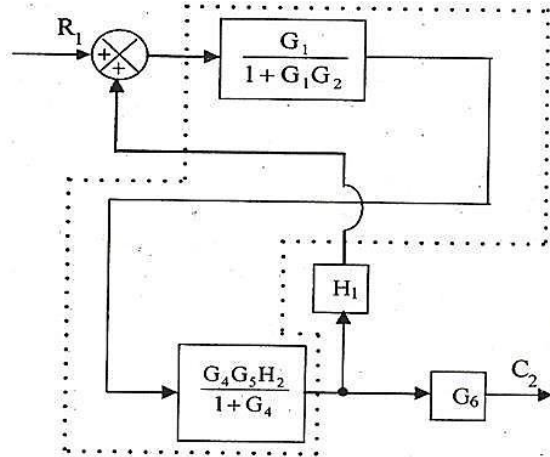 R₁
+
+
G₁
1 + G₁G₂
H₁
G₄G₅H₂
1 + G₄
G₆
C₂